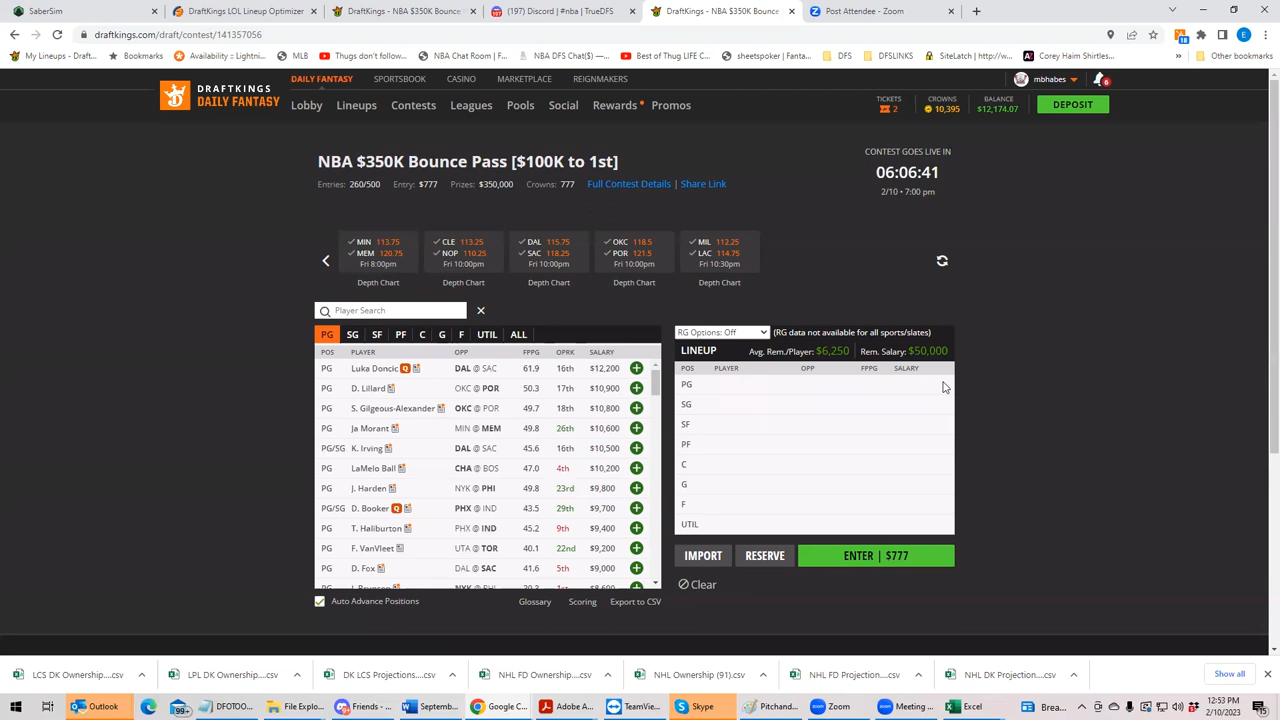 SaberSim
DraftKings LOL Lineup Optimizer
DraftKings - NBA $350K Bounce
(197) Discord | #nba | TrueDFS
DraftKings - NBA $350K Bounce P
Post Attendee - Zoom
draftkings.com/draft/contest/141357056
18
E
My Lineups - Draft...
Bookmarks
Availability :: Lightni...
MLB
Thugs don't follow...
NBA Chat Room | F...
NBA DFS Chat($) —...
Best of Thug LIFE C...
sheetspoker | Fanta...
DFS
DFSLINKS
SiteLatch | http://w...
Corey Haim Shirtles...
Other bookmarks
DAILY FANTASY SPORTSBOOK CASINO MARKETPLACE REIGNMAKERS
mbhabes
6
DRAFTKINGS
DAILY FANTASY
Lobby Lineups Contests Leagues Pools Social Rewards Promos
TICKETS
2
CROWNS
10,395
BALANCE
$12,174.07
DEPOSIT
NBA $350K Bounce Pass [$100K to 1st]
Entries: 260/500 Entry: $777 Prizes: $350,000 Crowns: 777 Full Contest Details | Share Link
CONTEST GOES LIVE IN
06:06:41
2/10 • 7:00 pm
MIN 113.75
MEM 120.75
Fri 8:00pm
Depth Chart
CLE 113.25
NOP 110.25
Fri 10:00pm
Depth Chart
DAL 115.75
SAC 118.25
Fri 10:00pm
Depth Chart
OKC 118.5
POR 121.5
Fri 10:00pm
Depth Chart
MIL 112.25
LAC 114.75
Fri 10:30pm
Depth Chart
Player Search
PG SG SF PF C G F UTIL ALL
POS PLAYER OPP FPPG OPRK SALARY
PG Luka Doncic Q DAL @ SAC 61.9 16th $12,200
PG D. Lillard OKC @ POR 50.3 17th $10,900
PG S. Gilgeous-Alexander OKC @ POR 49.7 18th $10,800
PG Ja Morant MIN @ MEM 49.8 26th $10,600
PG/SG K. Irving DAL @ SAC 45.6 16th $10,500
PG LaMelo Ball CHA @ BOS 47.0 4th $10,200
PG J. Harden NYK @ PHI 49.8 23rd $9,800
PG/SG D. Booker Q PHX @ IND 43.5 29th $9,700
PG T. Haliburton PHX @ IND 45.2 9th $9,400
PG F. VanVleet UTA @ TOR 40.1 22nd $9,200
PG D. Fox DAL @ SAC 41.6 5th $9,000
Auto Advance Positions
Glossary Scoring Export to CSV
RG Options: Off (RG data not available for all sports/slates)
LINEUP Avg. Rem./Player: $6,250 Rem. Salary: $50,000
POS PLAYER OPP FPPG SALARY
PG
SG
SF
PF
C
G
F
UTIL
IMPORT RESERVE ENTER | $777
Clear
LCS DK Ownership....csv
LPL DK Ownership....csv
DK LCS Projections....csv
NHL FD Ownership....csv
NHL Ownership (91).csv
NHL FD Projection....csv
NHL DK Projection....csv
Show all
Outlook
99+
DFOTOO...
File Explo...
Friends - ...
Septemb...
Google C...
Adobe A...
TeamVie...
Skype
Pitchand...
Zoom
Meeting ...
Excel
Brea...
12:53 PM
2/10/2023
15